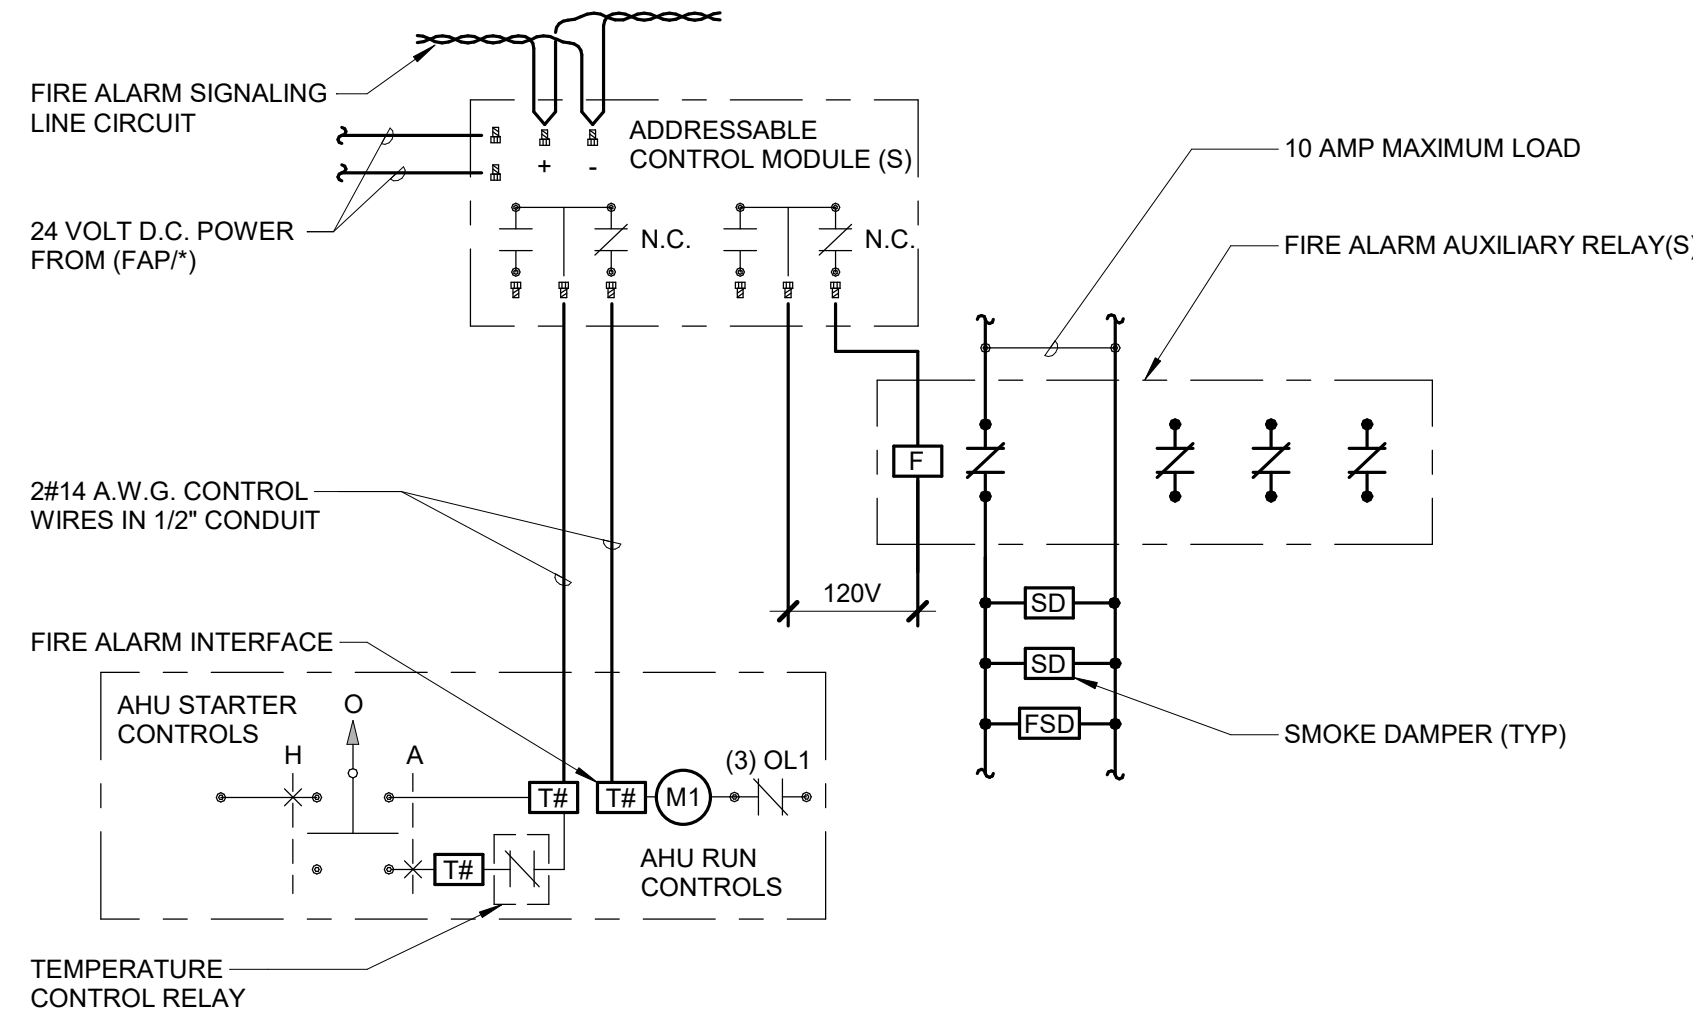 FIRE ALARM SIGNALING
LINE CIRCUIT
ADDRESSABLE
CONTROL MODULE (S)
+
-
10 AMP MAXIMUM LOAD
24 VOLT D.C. POWER
FROM (FAP/*)
N.C.
N.C.
FIRE ALARM AUXILIARY RELAY(S)
F
2#14 A.W.G. CONTROL
WIRES IN 1/2" CONDUIT
120V
SD
FIRE ALARM INTERFACE
SD
AHU STARTER
CONTROLS
O
FSD
SMOKE DAMPER (TYP)
H
A
(3) OL1
T#
T#
M1
T#
AHU RUN
CONTROLS
TEMPERATURE
CONTROL RELAY